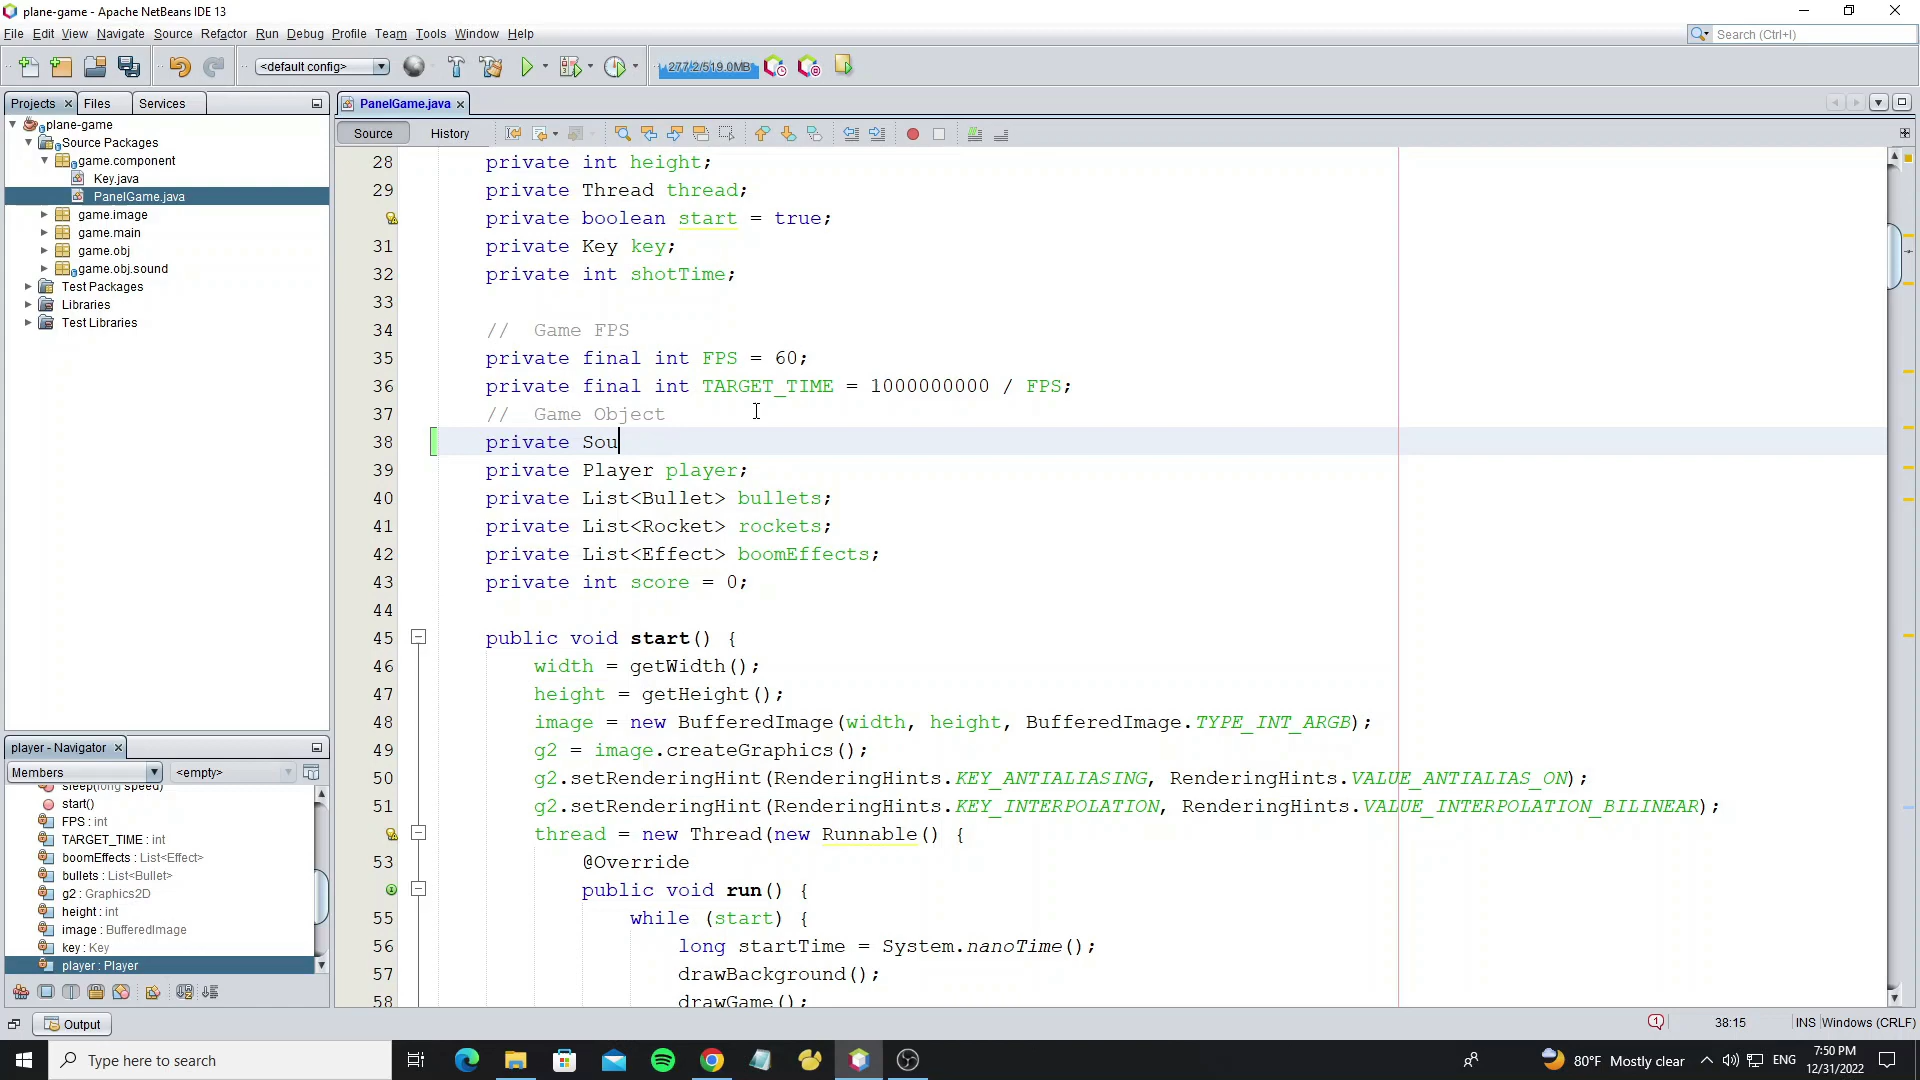 plane-game - Apache NetBeans IDE 13
File Edit View Navigate Source Refactor Run Debug Profile Team Tools Window Help
Search (Ctrl+I)
<default config>
277/2/519.0MB
Projects
Files
Services
PanelGame.java
Source
History
plane-game
Source Packages
game.component
Key.java
PanelGame.java
game.image
game.main
game.obj
game.obj.sound
Test Packages
Libraries
Test Libraries
28 private int height;
29 private Thread thread;
private boolean start = true;
31 private Key key;
32 private int shotTime;
33
34 // Game FPS
35 private final int FPS = 60;
36 private final int TARGET_TIME = 1000000000 / FPS;
37 // Game Object
38 private Sou
39 private Player player;
40 private List<Bullet> bullets;
41 private List<Rocket> rockets;
42 private List<Effect> boomEffects;
43 private int score = 0;
44
45 public void start() {
46 width = getWidth();
47 height = getHeight();
48 image = new BufferedImage(width, height, BufferedImage.TYPE_INT_ARGB);
49 g2 = image.createGraphics();
50 g2.setRenderingHint(RenderingHints.KEY_ANTIALIASING, RenderingHints.VALUE_ANTIALIAS_ON);
51 g2.setRenderingHint(RenderingHints.KEY_INTERPOLATION, RenderingHints.VALUE_INTERPOLATION_BILINEAR);
thread = new Thread(new Runnable() {
53 @Override
public void run() {
55 while (start) {
56 long startTime = System.nanoTime();
57 drawBackground();
58 drawGame();
player - Navigator
Members
<empty>
sleep(long speed)
start()
FPS : int
TARGET_TIME : int
boomEffects : List<Effect>
bullets : List<Bullet>
g2 : Graphics2D
height : int
image : BufferedImage
key : Key
player : Player
Output
38:15
INS
Windows (CRLF)
Type here to search
80°F Mostly clear
ENG
7:50 PM
12/31/2022